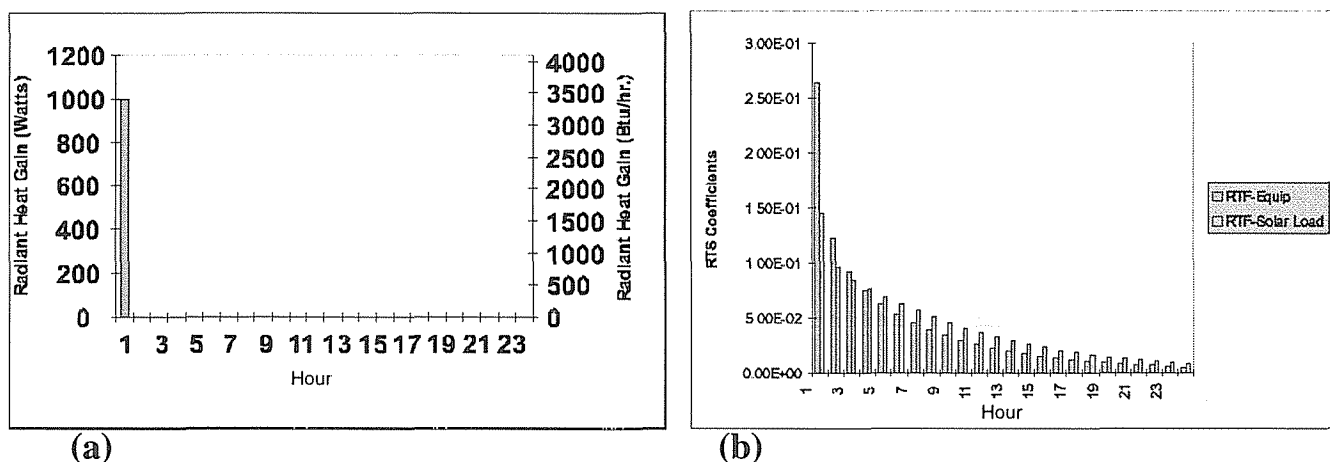 Radiant Heat Gain (Watts)
1200
1000
800
600
400
200
0
4000
3500
3000
2500
2000
1500
1000
500
0
Radiant Heat Gain (Btu/hr.)
1 3 5 7 9 11 13 15 17 19 21 23
Hour
(a)
RTS Coefficients
3 00E-01
2 50E-01
2 00E-01
1 50E-01
1 00E-01
5 00E-02
0 00E+00
1 3 5 7 9 11 13 15 17 19 21 23
Hour
RTF-Equip
RTF-Solar Load
(b)